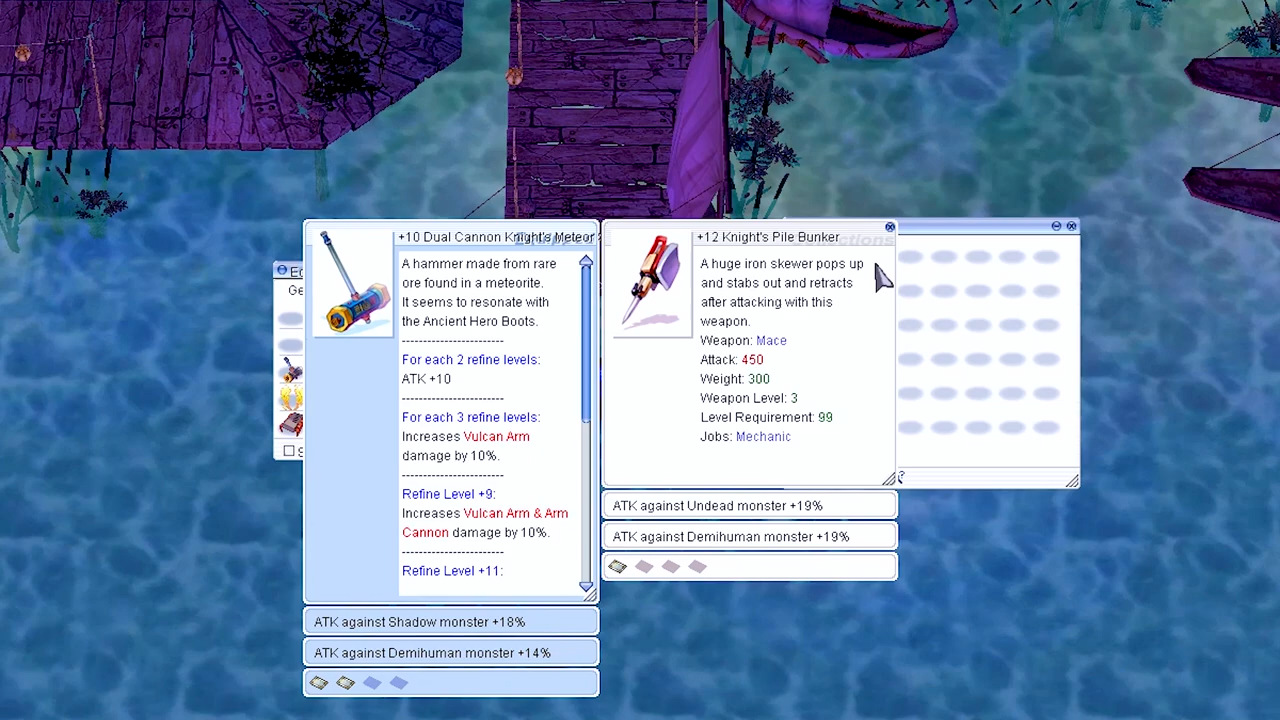 +10 Dual Cannon Knight's Meteor
A hammer made from rare
ore found in a meteorite.
It seems to resonate with
the Ancient Hero Boots.
------------------------
For each 2 refine levels:
ATK +10
------------------------
For each 3 refine levels:
Increases Vulcan Arm
damage by 10%.
------------------------
Refine Level +9:
Increases Vulcan Arm & Arm
Cannon damage by 10%.
------------------------
Refine Level +11:
ATK against Shadow monster +18%
ATK against Demihuman monster +14%
+12 Knight's Pile Bunker
A huge iron skewer pops up
and stabs out and retracts
after attacking with this
weapon.
Weapon: Mace
Attack: 450
Weight: 300
Weapon Level: 3
Level Requirement: 99
Jobs: Mechanic
ATK against Undead monster +19%
ATK against Demihuman monster +19%